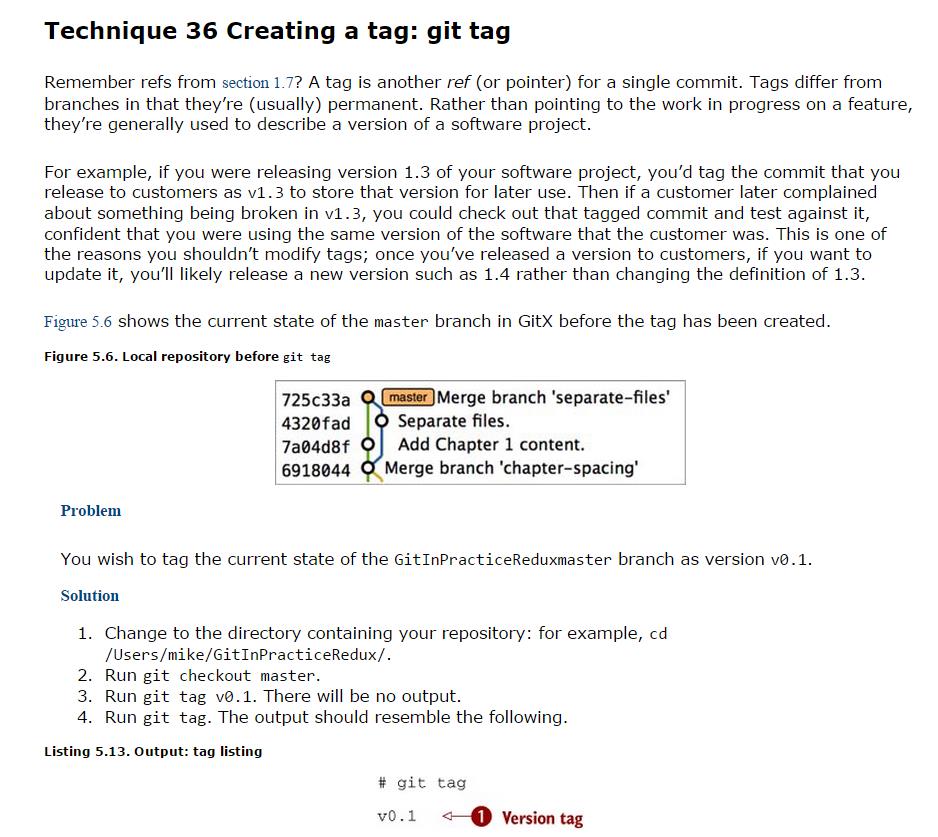 Technique 36 Creating a tag: git tag
Remember refs from section 1.7? A tag is another ref (or pointer) for a single commit. Tags differ from
branches in that they’re (usually) permanent. Rather than pointing to the work in progress on a feature,
they’re generally used to describe a version of a software project.
For example, if you were releasing version 1.3 of your software project, you’d tag the commit that you
release to customers as v1.3 to store that version for later use. Then if a customer later complained
about something being broken in v1.3, you could check out that tagged commit and test against it,
confident that you were using the same version of the software that the customer was. This is one of
the reasons you shouldn’t modify tags; once you’ve released a version to customers, if you want to
update it, you’ll likely release a new version such as 1.4 rather than changing the definition of 1.3.
Figure 5.6 shows the current state of the master branch in GitX before the tag has been created.
Figure 5.6. Local repository before git tag
725c33a master Merge branch 'separate-files'
4320fad Separate files.
7a04d8f Add Chapter 1 content.
6918044 Merge branch 'chapter-spacing'
Problem
You wish to tag the current state of the GitInPracticeReduxmaster branch as version v0.1.
Solution
1. Change to the directory containing your repository: for example, cd
/Users/mike/GitInPracticeRedux/.
2. Run git checkout master.
3. Run git tag v0.1. There will be no output.
4. Run git tag. The output should resemble the following.
Listing 5.13. Output: tag listing
# git tag
v0.1 1 Version tag